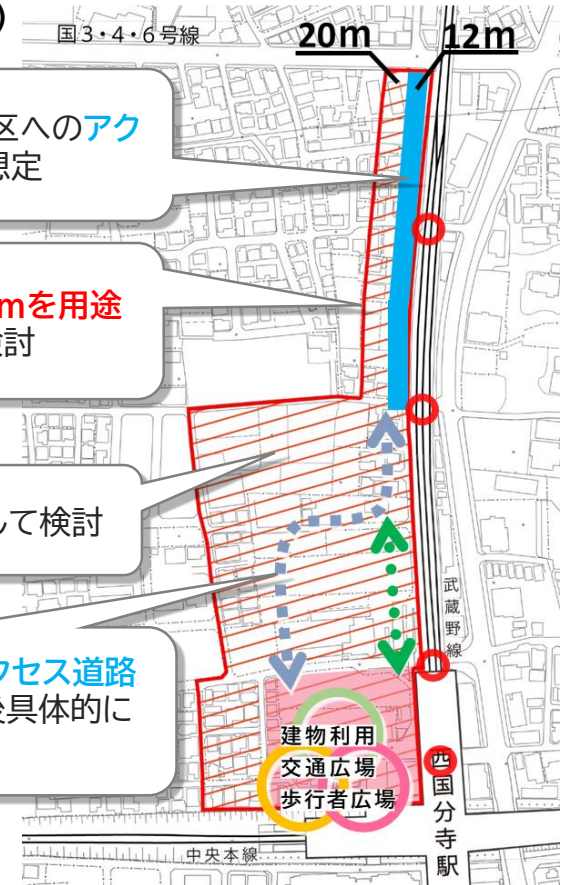 )
国3・4・6号線
20m
12m
区へのアク
想定
mを用途
検討
して検討
クセス道路
後具体的に
武蔵野線
建物利用
交通広場
歩行者広場
西国分寺駅
中央本線